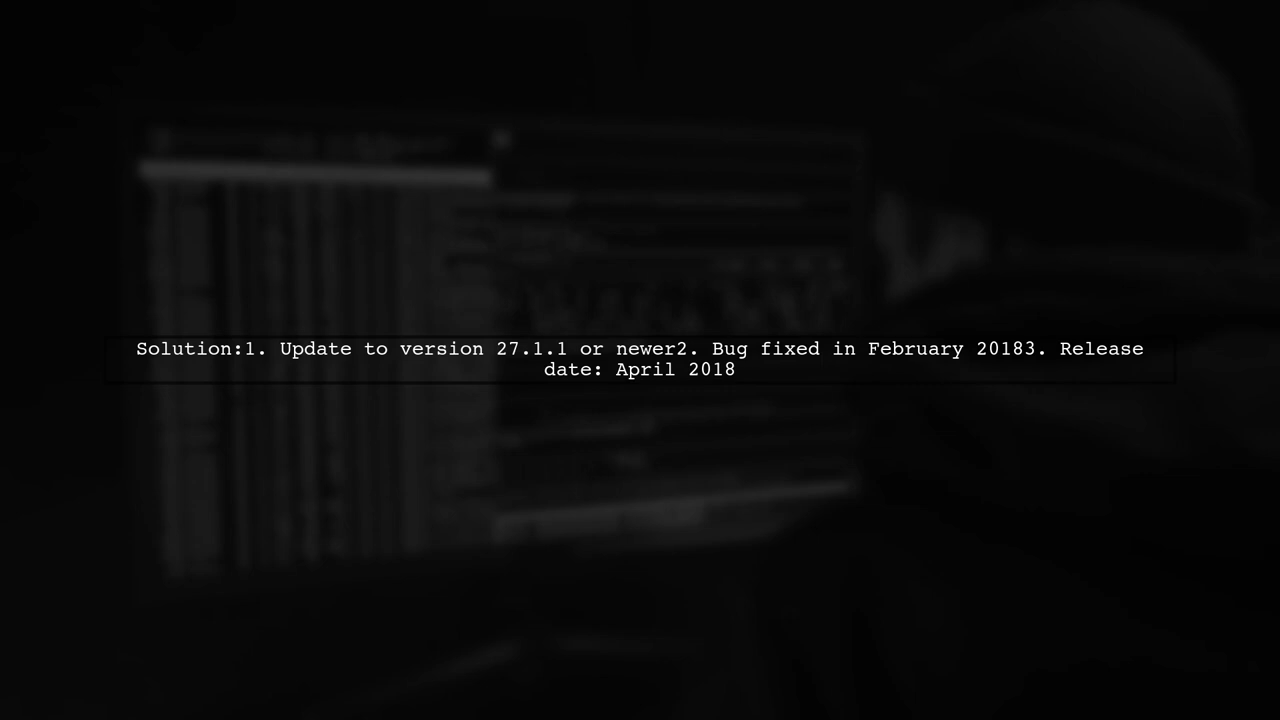 Solution:1. Update to version 27.1.1 or newer2. Bug fixed in February 20183. Release
date: April 2018